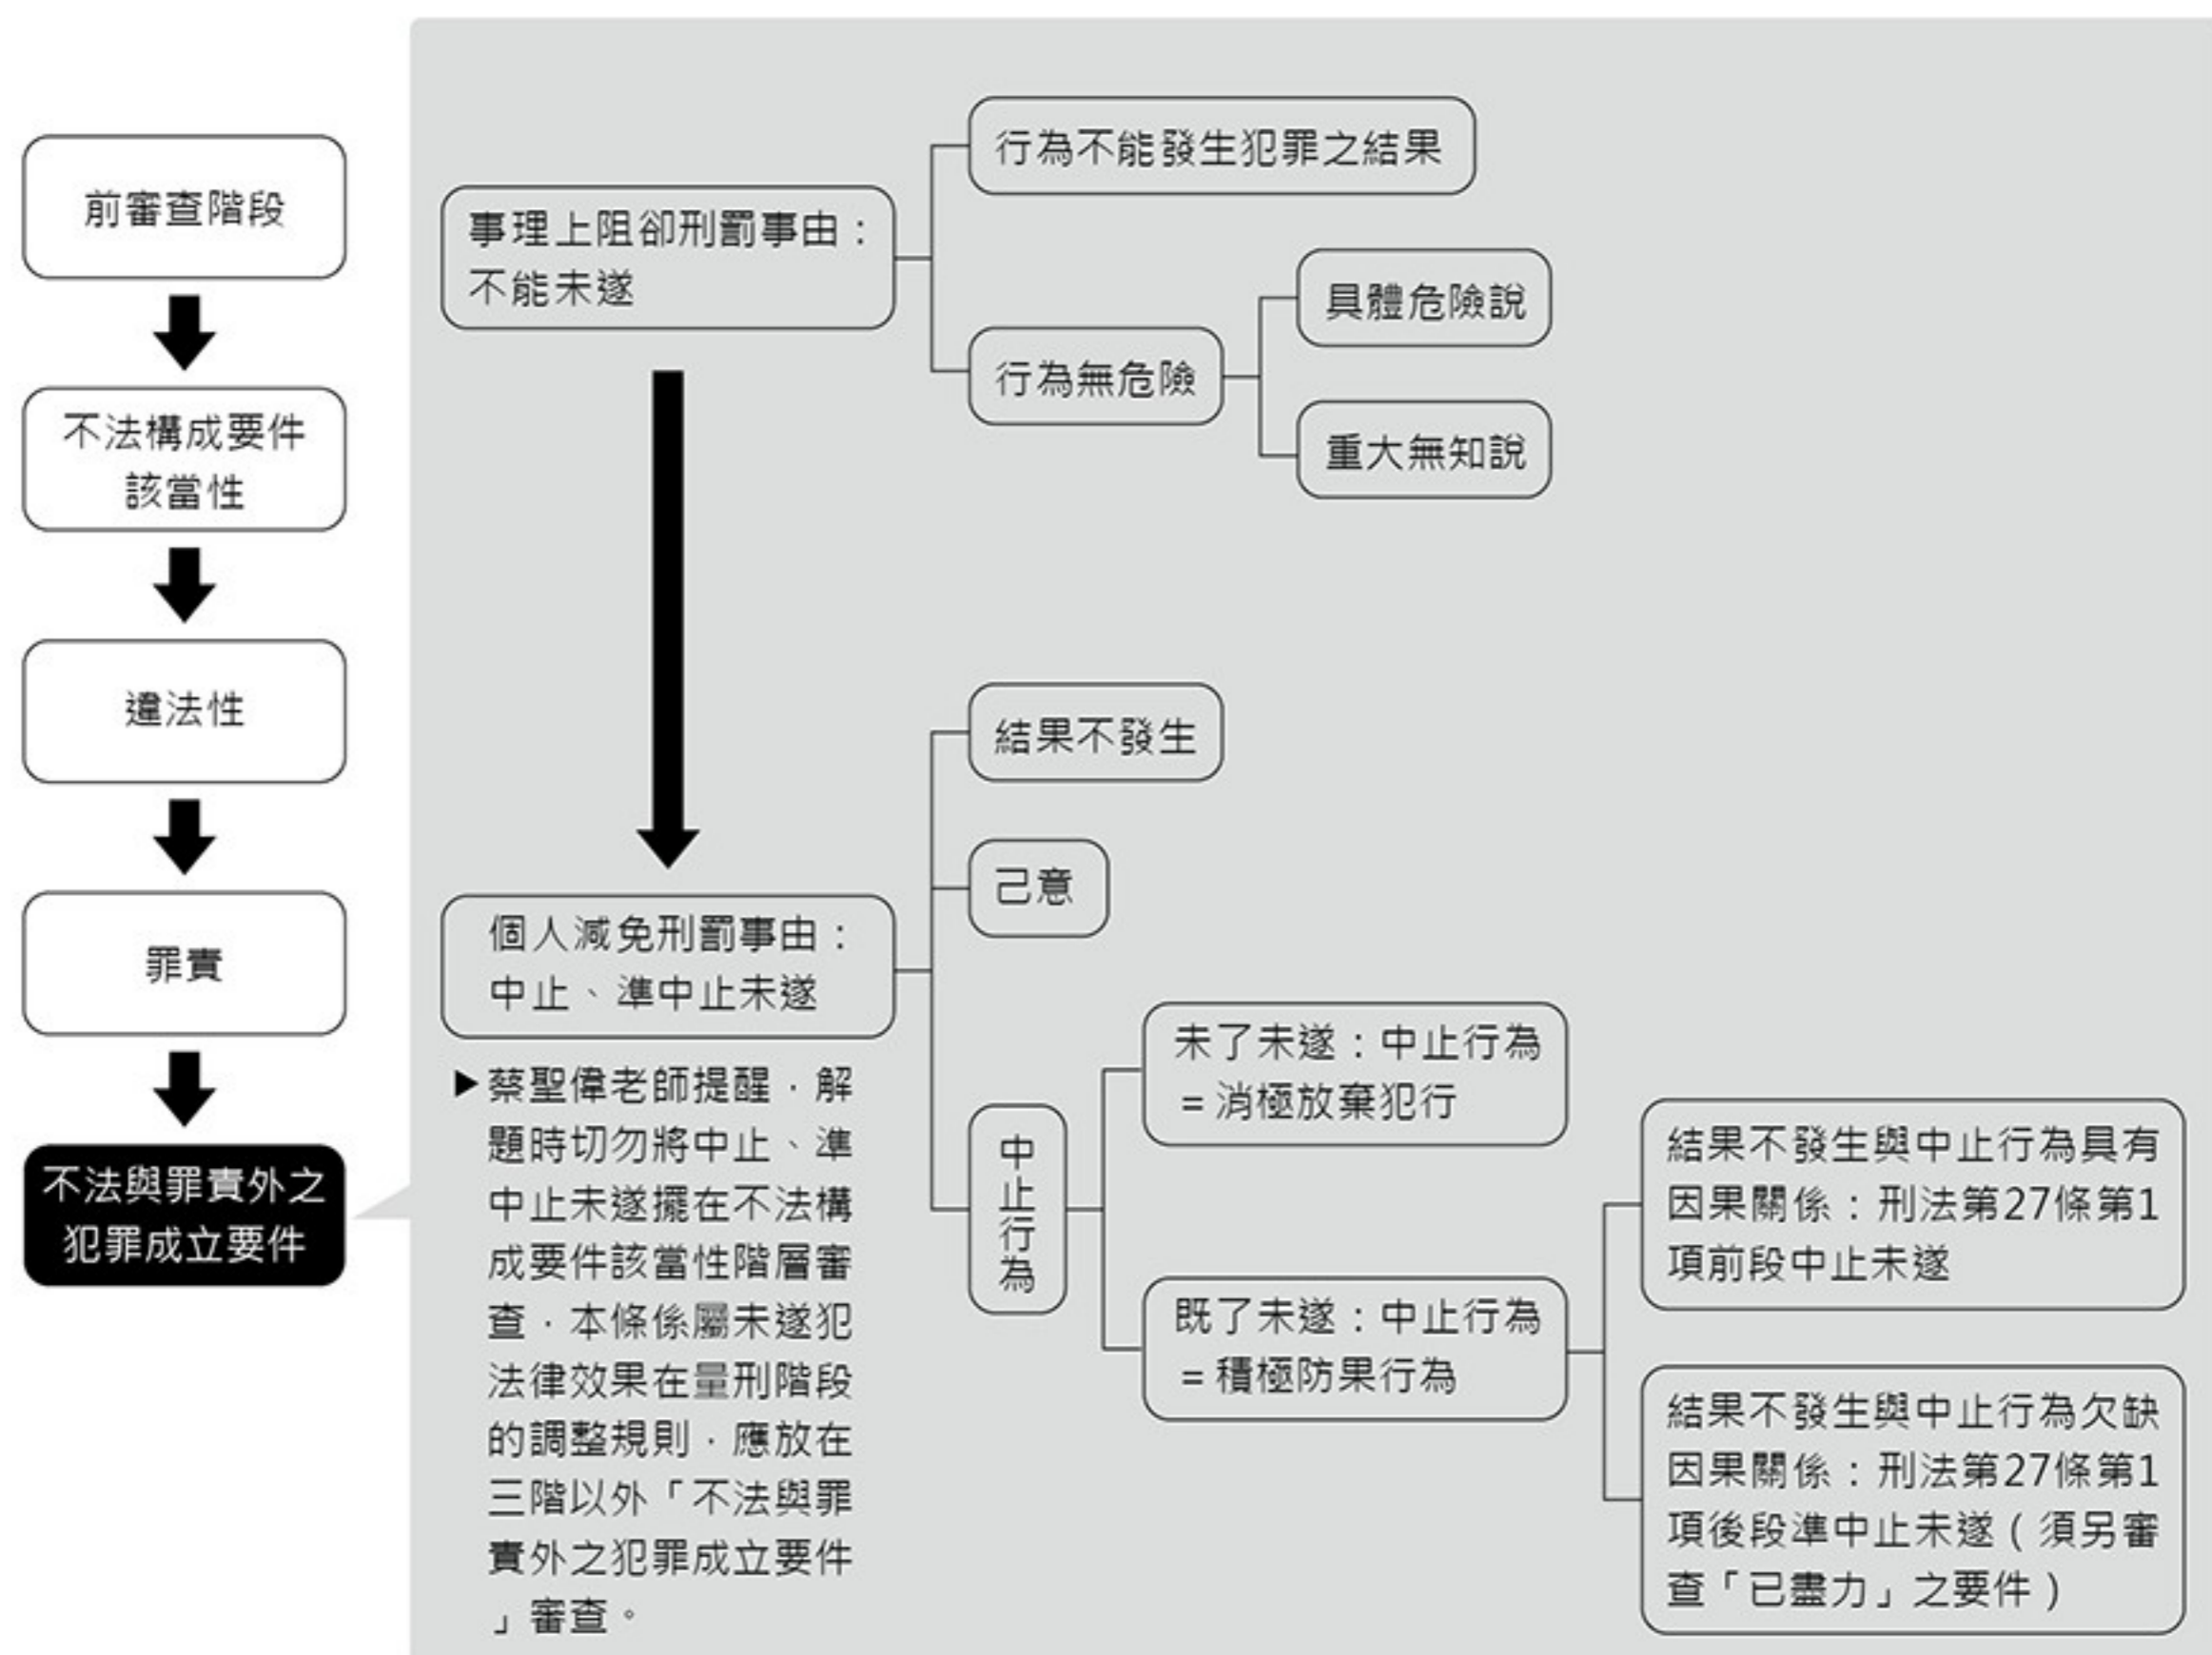 前審查階段
不法構成要件
該當性
違法性
罪責
不法與罪責外之
犯罪成立要件
事理上阻卻刑罰事由：
不能未遂
行為不能發生犯罪之結果
行為無危險
具體危險說
重大無知說
個人減免刑罰事由：
中止、準中止未遂
▶蔡聖偉老師提醒，解
題時切勿將中止、準
中止未遂擺在不法構
成要件該當性階層審
查，本條係屬未遂犯
法律效果在量刑階段
的調整規則，應放在
三階以外「不法與罪
責外之犯罪成立要件
」審查。
結果不發生
己意
中止行為
未了未遂：中止行為
=消極放棄犯行
既了未遂：中止行為
=積極防果行為
結果不發生與中止行為具有
因果關係：刑法第27條第1
項前段中止未遂
結果不發生與中止行為欠缺
因果關係：刑法第27條第1
項後段準中止未遂（須另審
查「已盡力」之要件）